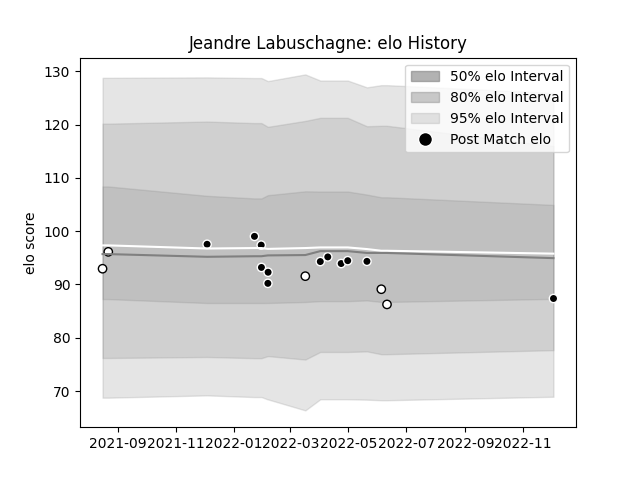 Jeandre Labuschagne: elo History
130
120
110
100
90
80
70
elo score
50% elo Interval
80% elo Interval
95% elo Interval
Post Match elo
2021-09 2021-11 2022-01 2022-03 2022-05 2022-07 2022-09 2022-11